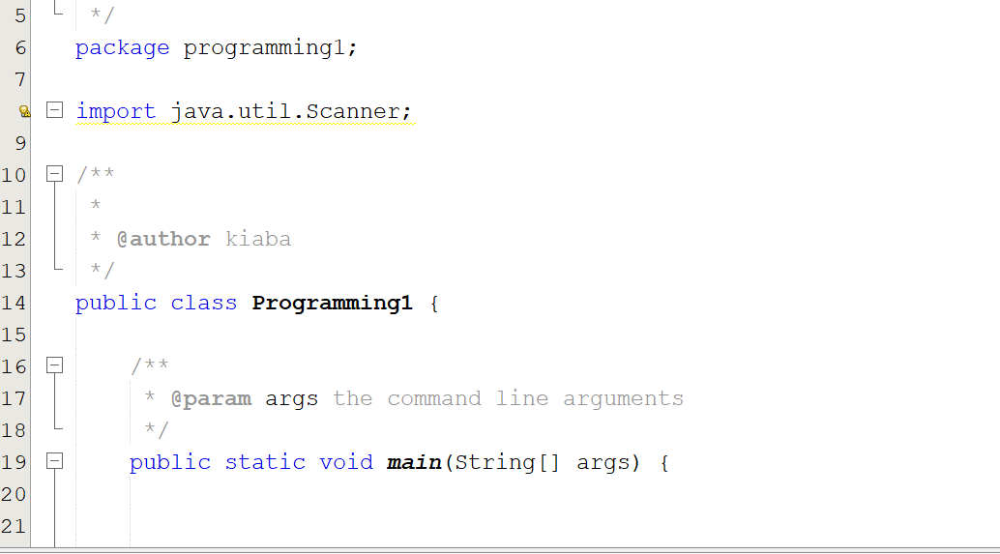 5 */
6 package programming1;
7
import java.util.Scanner;
9
10 /**
11 *
12 * @author kiaba
13 */
14 public class Programming1 {
15
16 /**
17 * @param args the command line arguments
18 */
19 public static void main(String[] args) {
20
21